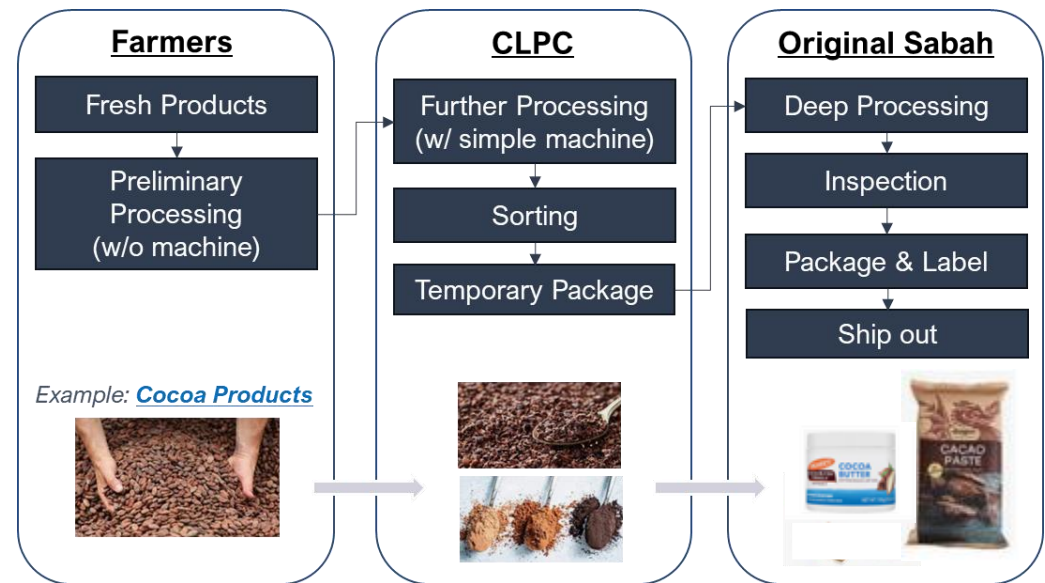 Farmers
Fresh Products
Preliminary
Processing
(w/o machine)
Example: Cocoa Products
CLPC
Further Processing
(w/ simple machine)
Sorting
Temporary Package
Original Sabah
Deep Processing
Inspection
Package & Label
Ship out
COCOA
BUTTER
CACAO
PASTE